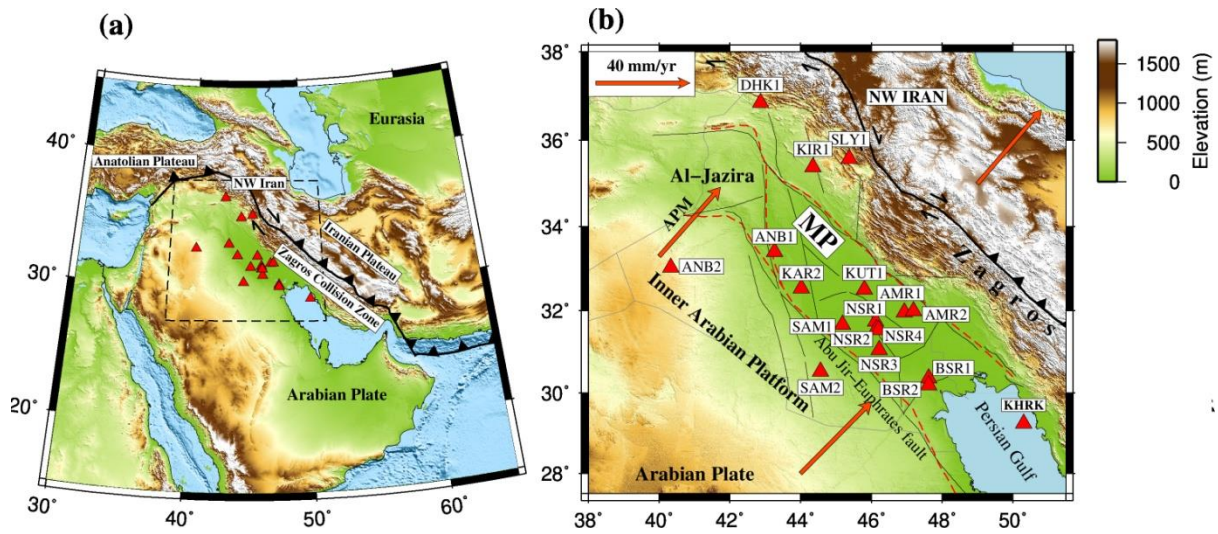 (a)
40°
30°
20°
30°
40°
50°
60°
Eurasia
Anatolian Plateau
NW Iran
Iranian Plateau
Zagros Collision Zone
Arabian Plate
(b)
38°
36°
34°
32°
30°
28°
38°
40°
42°
44°
46°
48°
50°
40 mm/yr
DHK1
NW IRAN
SLY1
KIR1
Al-Jazira
APM
MP
ANB1
ANB2
KAR2
KUT1
Zagros
AMR1
NSR1
AMR2
SAM1
NSR2
NSR4
Inner Arabian Platform
NSR3
Abu Jir-Euphrates fault
SAM2
BSR1
BSR2
KHRK
Persian Gulf
Arabian Plate
1500
1000
500
0
Elevation (m)